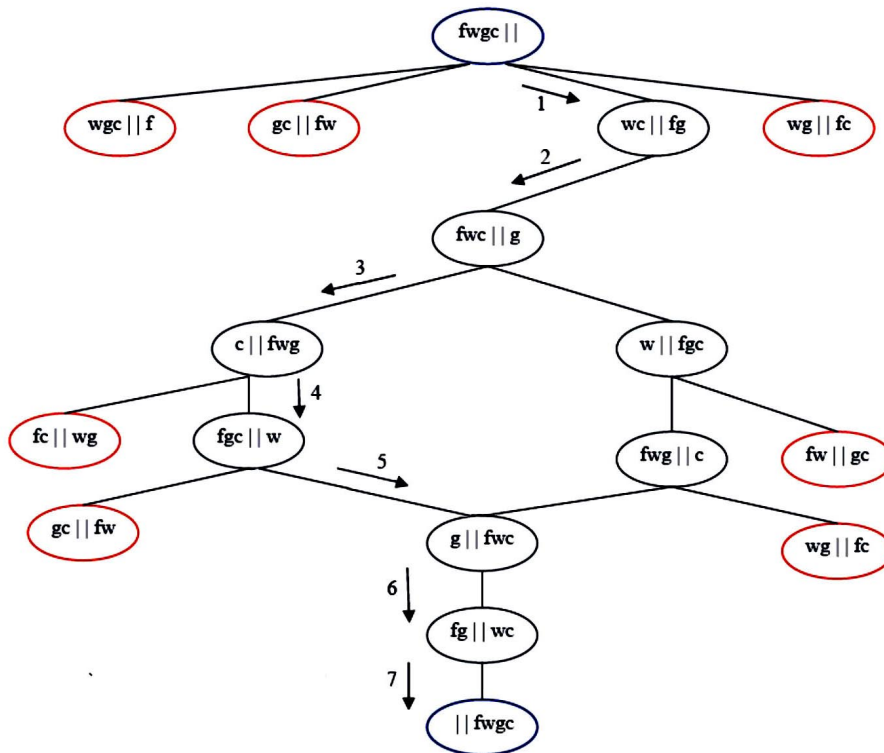 fwgc ||
wgc || f
gc || fw
1
wc || fg
wg || fc
2
fwc || g
3
c || fwg
w || fgc
4
fc || wg
fgc || w
5
fwg || c
fw || gc
gc || fw
g || fwc
wg || fc
6
fg || wc
7
|| fwgc